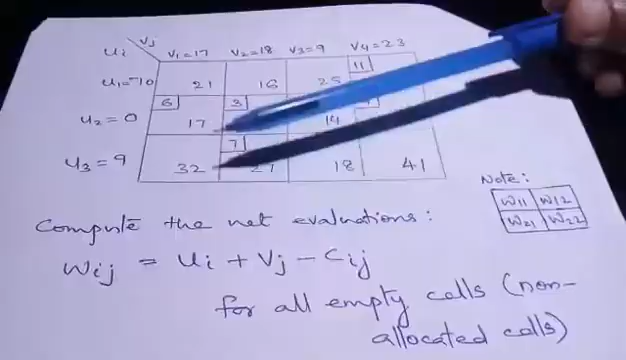 ui vj V1=17 V2=18 V3=9 V4=23
u1=-10 21 16 25 11
u2=0 6 17 3 14
u3=9 32 7 27 18 41
Note:
W11 W12
W21 W22
Compute the net evaluations:
Wij = ui + Vj - Cij
for all empty cells (non-
allocated cells)